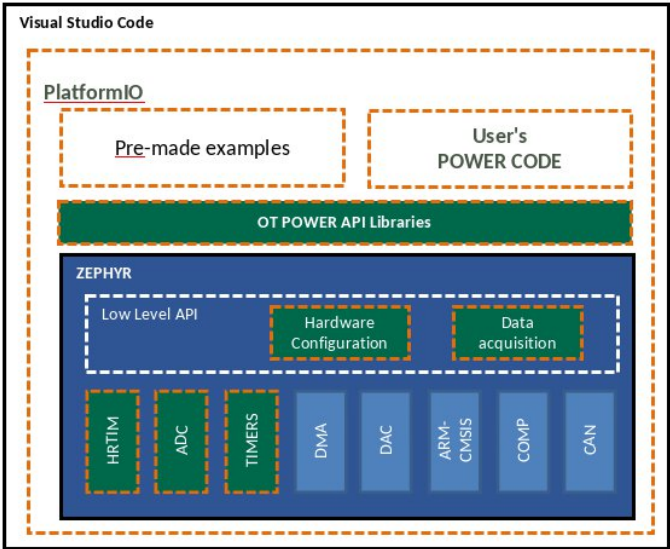 Visual Studio Code
PlatformIO
Pre-made examples
User's
POWER CODE
OT POWER API Libraries
ZEPHYR
Low Level API
Hardware
Configuration
Data
acquisition
HRTIM
ADC
TIMERS
DMA
DAC
ARM-
CMSIS
COMP
CAN